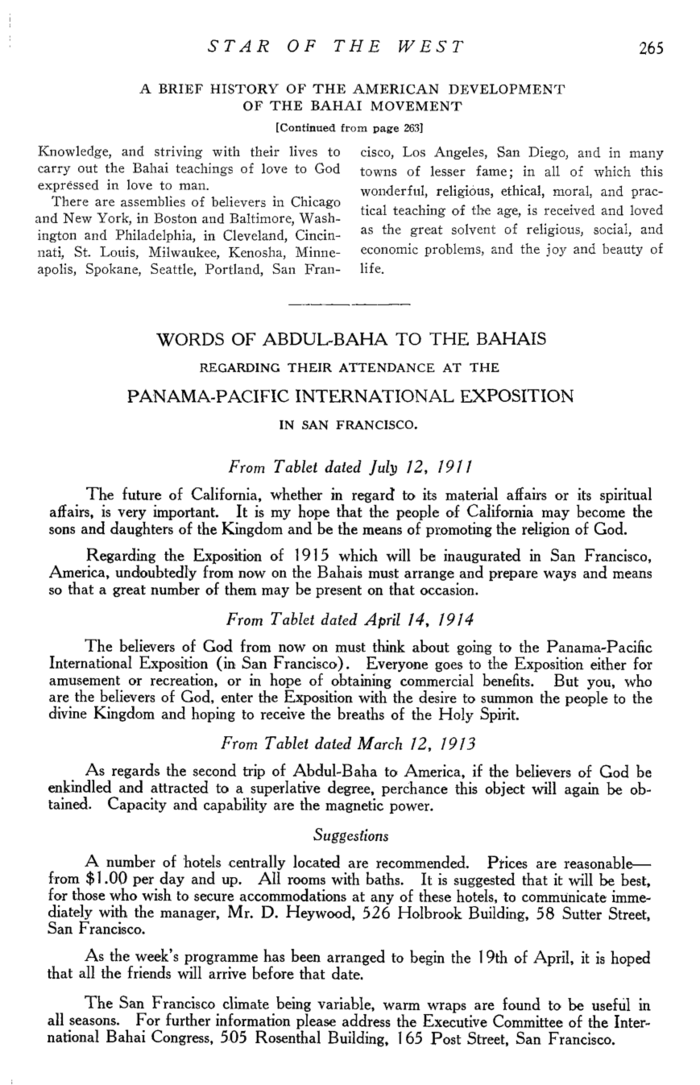 STAR OF THE WEST 265
A BRIEF HISTORY OF THE AMERICAN DEVELOPMENT
OF THE BAHAI MOVEMENT
[Continued from page 263]
Knowledge, and striving with their lives to
carry out the Bahai teachings of love to God
expressed in love to man.
There are assemblies of believers in Chicago
and New York, in Boston and Baltimore, Wash-
ington and Philadelphia, in Cleveland, Cincin-
nati, St. Louis, Milwaukee, Kenosha, Minne-
apolis, Spokane, Seattle, Portland, San Fran-
cisco, Los Angeles, San Diego, and in many
towns of lesser fame; in all of which this
wonderful, religious, ethical, moral, and prac-
tical teaching of the age, is received and loved
as the great solvent of religious, social, and
economic problems, and the joy and beauty of
life.
WORDS OF ABDUL-BAHA TO THE BAHAIS
REGARDING THEIR ATTENDANCE AT THE
PANAMA-PACIFIC INTERNATIONAL EXPOSITION
IN SAN FRANCISCO.
From Tablet dated July 12, 1911
The future of California, whether in regard to its material affairs or its spiritual
affairs, is very important. It is my hope that the people of California may become the
sons and daughters of the Kingdom and be the means of promoting the religion of God.
Regarding the Exposition of 1915 which will be inaugurated in San Francisco,
America, undoubtedly from now on the Bahais must arrange and prepare ways and means
so that a great number of them may be present on that occasion.
From Tablet dated April 14, 1914
The believers of God from now on must think about going to the Panama-Pacific
International Exposition (in San Francisco). Everyone goes to the Exposition either for
amusement or recreation, or in hope of obtaining commercial benefits. But you, who
are the believers of God, enter the Exposition with the desire to summon the people to the
divine Kingdom and hoping to receive the breaths of the Holy Spirit.
From Tablet dated March 12, 1913
As regards the second trip of Abdul-Baha to America, if the believers of God be
enkindled and attracted to a superlative degree, perchance this object will again be ob-
tained. Capacity and capability are the magnetic power.
Suggestions
A number of hotels centrally located are recommended. Prices are reasonable—
from $1.00 per day and up. All rooms with baths. It is suggested that it will be best,
for those who wish to secure accommodations at any of these hotels, to communicate imme-
diately with the manager, Mr. D. Heywood, 526 Holbrook Building, 58 Sutter Street,
San Francisco.
As the week's programme has been arranged to begin the 19th of April, it is hoped
that all the friends will arrive before that date.
The San Francisco climate being variable, warm wraps are found to be useful in
all seasons. For further information please address the Executive Committee of the Inter-
national Bahai Congress, 505 Rosenthal Building, 165 Post Street, San Francisco.